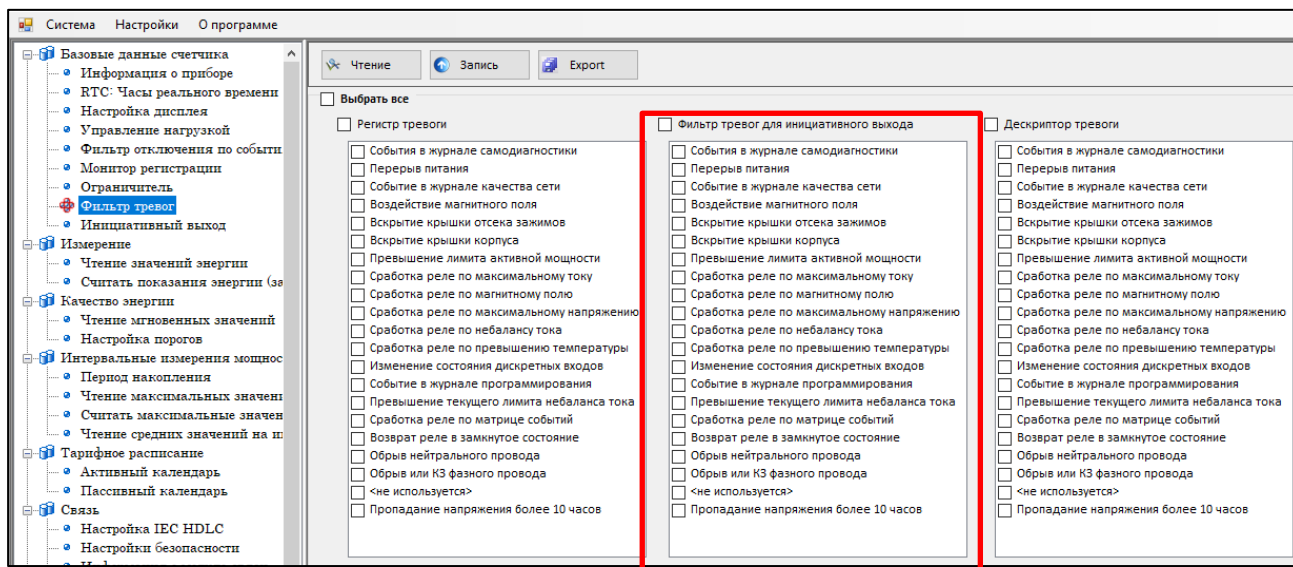 Система Настройки О программе
Базовые данные счетчика
Информация о приборе
RTC: Часы реального времени
Настройка дисплея
Управление нагрузкой
Фильтр отключения по событи
Монитор регистрации
Ограничитель
Фильтр тревог
Инициативный выход
Измерение
Чтение значений энергии
Считать показания энергии (за
Качество энергии
Чтение мгновенных значений
Настройка порогов
Интервальные измерения мощнос
Период накопления
Чтение максимальных значени
Считать максимальные значен
Чтение средних значений на и
Тарифное расписание
Активный календарь
Пассивный календарь
Связь
Настройка IEC HDLC
Настройки безопасности
Чтение Запись Export
Выбрать все
Регистр тревоги
События в журнале самодиагностики
Перерыв питания
Событие в журнале качества сети
Воздействие магнитного поля
Вскрытие крышки отсека зажимов
Вскрытие крышки корпуса
Превышение лимита активной мощности
Сработка реле по максимальному току
Сработка реле по магнитному полю
Сработка реле по максимальному напряжению
Сработка реле по небалансу тока
Сработка реле по превышению температуры
Изменение состояния дискретных входов
Событие в журнале программирования
Превышение текущего лимита небаланса тока
Сработка реле по матрице событий
Возврат реле в замкнутое состояние
Обрыв нейтрального провода
Обрыв или КЗ фазного провода
<не используется>
Пропадание напряжения более 10 часов
Фильтр тревог для инициативного выхода
События в журнале самодиагностики
Перерыв питания
Событие в журнале качества сети
Воздействие магнитного поля
Вскрытие крышки отсека зажимов
Вскрытие крышки корпуса
Превышение лимита активной мощности
Сработка реле по максимальному току
Сработка реле по магнитному полю
Сработка реле по максимальному напряжению
Сработка реле по небалансу тока
Сработка реле по превышению температуры
Изменение состояния дискретных входов
Событие в журнале программирования
Превышение текущего лимита небаланса тока
Сработка реле по матрице событий
Возврат реле в замкнутое состояние
Обрыв нейтрального провода
Обрыв или КЗ фазного провода
<не используется>
Пропадание напряжения более 10 часов
Дескриптор тревоги
События в журнале самодиагностики
Перерыв питания
Событие в журнале качества сети
Воздействие магнитного поля
Вскрытие крышки отсека зажимов
Вскрытие крышки корпуса
Превышение лимита активной мощности
Сработка реле по максимальному току
Сработка реле по магнитному полю
Сработка реле по максимальному напряжению
Сработка реле по небалансу тока
Сработка реле по превышению температуры
Изменение состояния дискретных входов
Событие в журнале программирования
Превышение текущего лимита небаланса тока
Сработка реле по матрице событий
Возврат реле в замкнутое состояние
Обрыв нейтрального провода
Обрыв или КЗ фазного провода
<не используется>
Пропадание напряжения более 10 часов